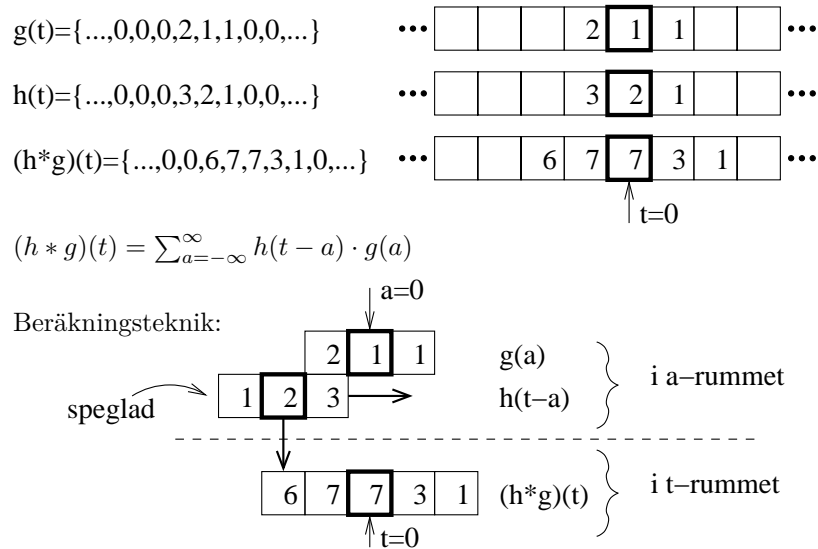 g(t)={...,0,0,0,2,1,1,0,0,...} ••• 2 1 1 •••
h(t)={...,0,0,0,3,2,1,0,0,...} ••• 3 2 1 •••
(h*g)(t)={...,0,0,6,7,7,3,1,0,...} ••• 6 7 7 3 1 •••
t=0
(h ∗ g)(t) = ∑_{a=−∞}^{∞} h(t − a) · g(a)
a=0
Beräkningsteknik:
2 1 1 g(a)
i a−rummet
1 2 3 h(t−a)
speglad
6 7 7 3 1 (h*g)(t) i t−rummet
t=0